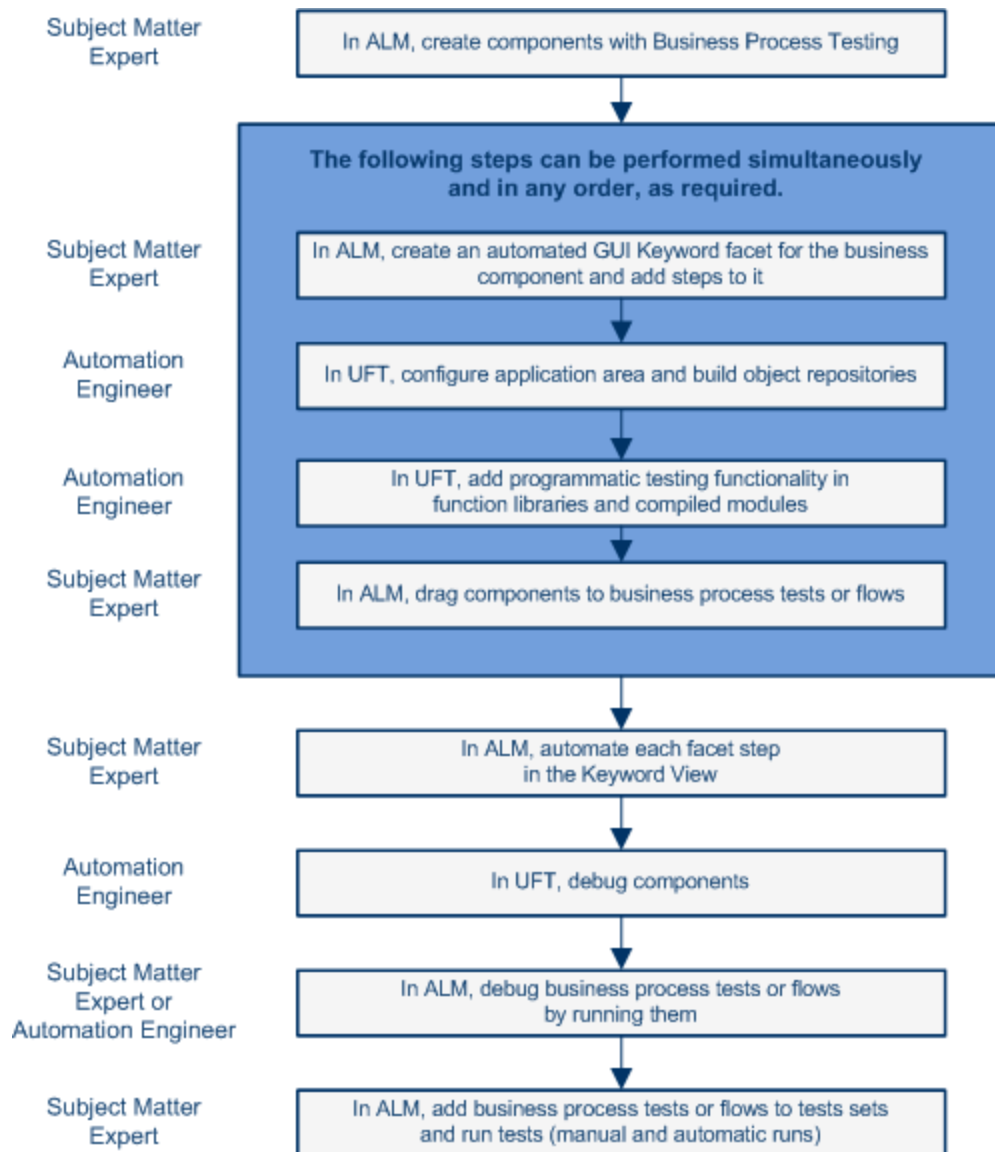 Subject Matter
Expert
In ALM, create components with Business Process Testing
The following steps can be performed simultaneously
and in any order, as required.
Subject Matter
Expert
In ALM, create an automated GUI Keyword facet for the business
component and add steps to it
Automation
Engineer
In UFT, configure application area and build object repositories
Automation
Engineer
In UFT, add programmatic testing functionality in
function libraries and compiled modules
Subject Matter
Expert
In ALM, drag components to business process tests or flows
Subject Matter
Expert
In ALM, automate each facet step
in the Keyword View
Automation
Engineer
In UFT, debug components
Subject Matter
Expert or
Automation Engineer
In ALM, debug business process tests or flows
by running them
Subject Matter
Expert
In ALM, add business process tests or flows to tests sets
and run tests (manual and automatic runs)